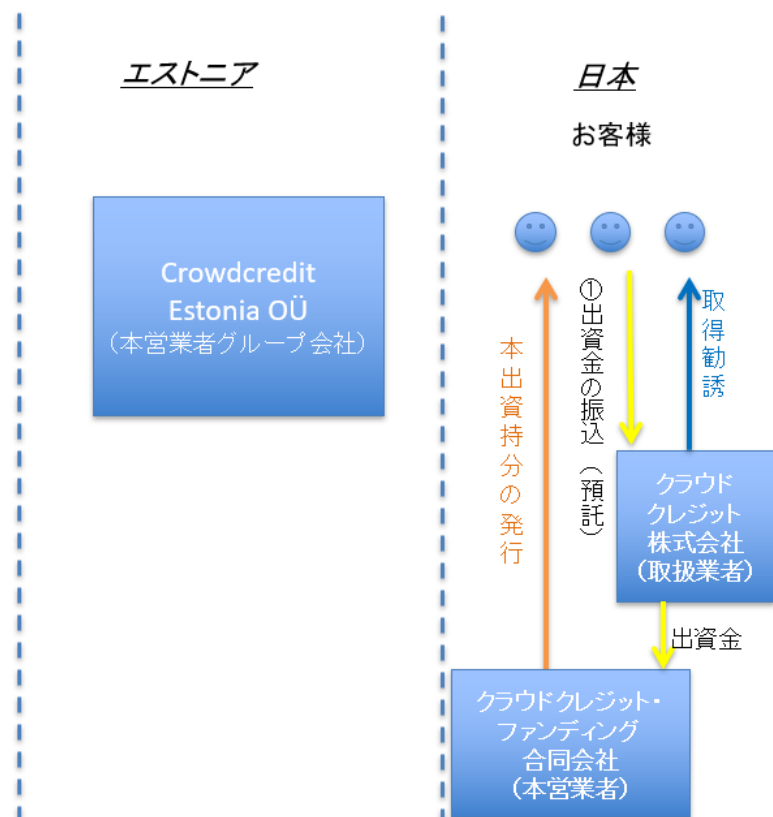 エストニア
日本
お客様
Crowdcredit
Estonia OÜ
（本営業者グループ会社）
本出資持分の発行
①出資金の振込（預託）
取得勧誘
クラウド
クレジット
株式会社
（取扱業者）
出資金
クラウドクレジット・
ファンディング
合同会社
（本営業者）